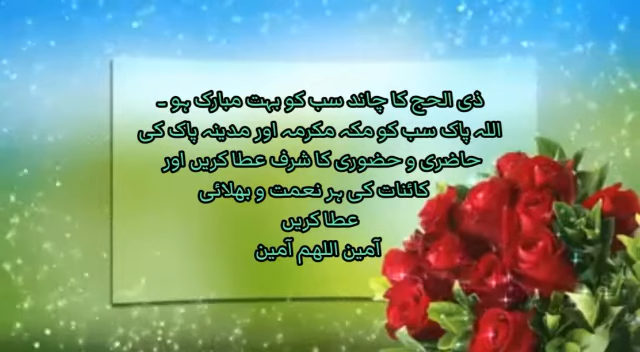 ذی الحج کا چاند سب کو بہت مبارک ہو ۔
اللہ پاک سب کو مکہ مکرمہ اور مدینہ پاک کی
حاضری و حضوری کا شرف عطا کریں اور
کائنات کی ہر نعمت و بھلائی
عطا کریں
آمین اللھم آمین